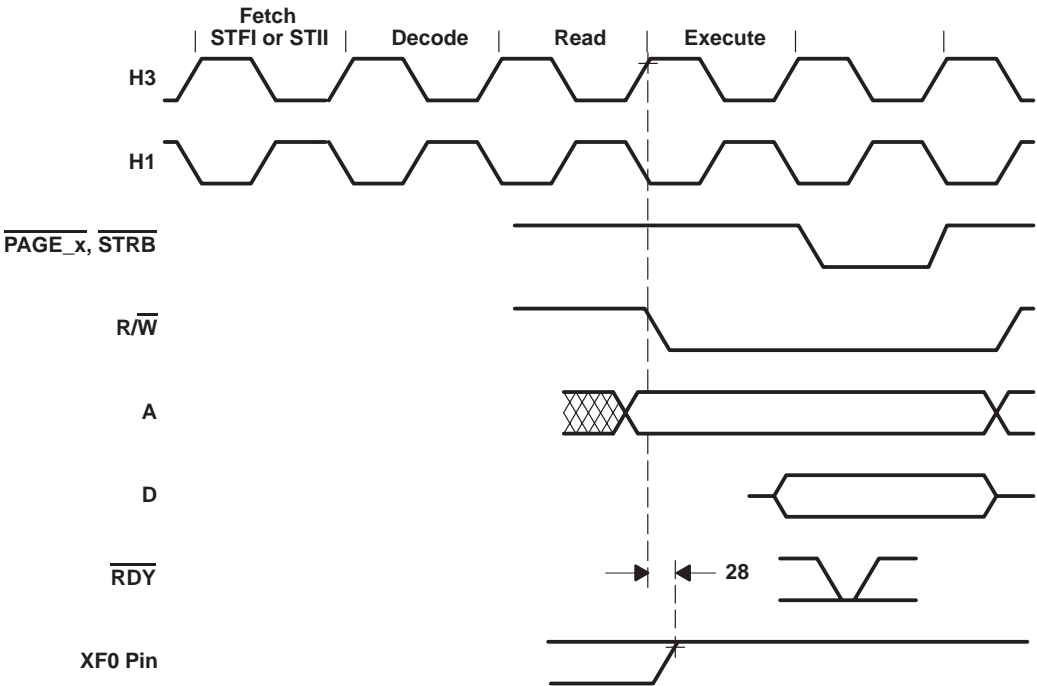 Fetch
STFI or STII Decode Read Execute
H3
H1
PAGE_x, STRB
R/W
A
D
RDY
28
XF0 Pin